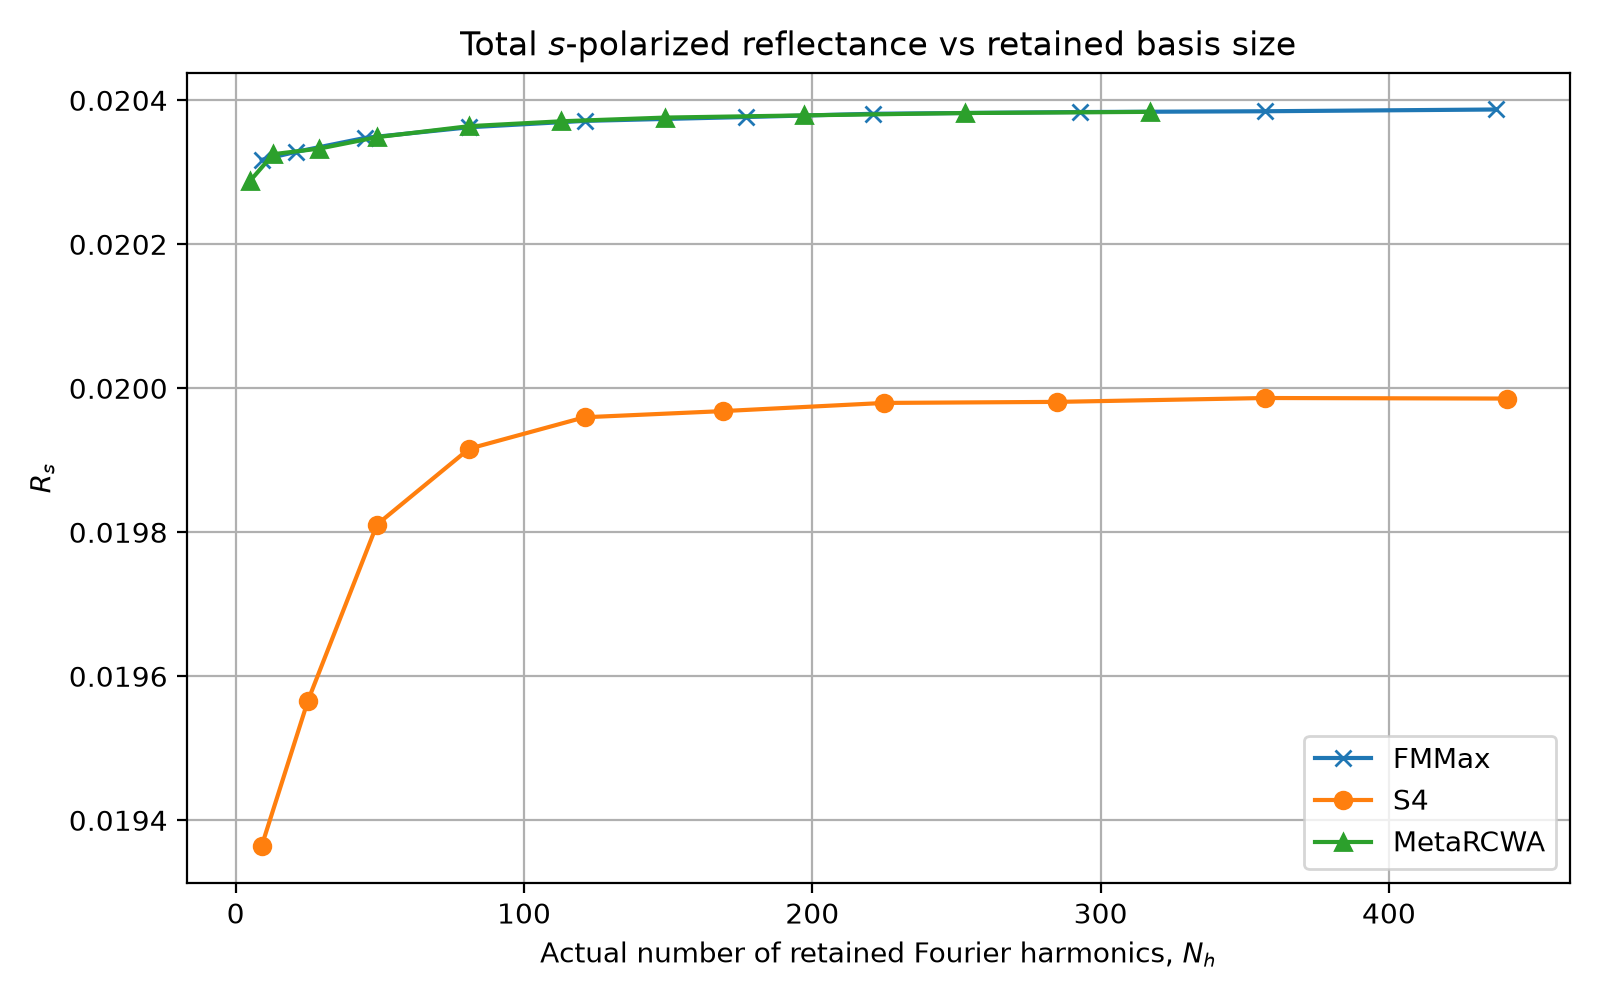 Total s-polarized reflectance vs retained basis size
0.0204
0.0202
0.0200
0.0198
0.0196
0.0194
R_s
0 100 200 300 400
Actual number of retained Fourier harmonics, N_h
FMMax
S4
MetaRCWA